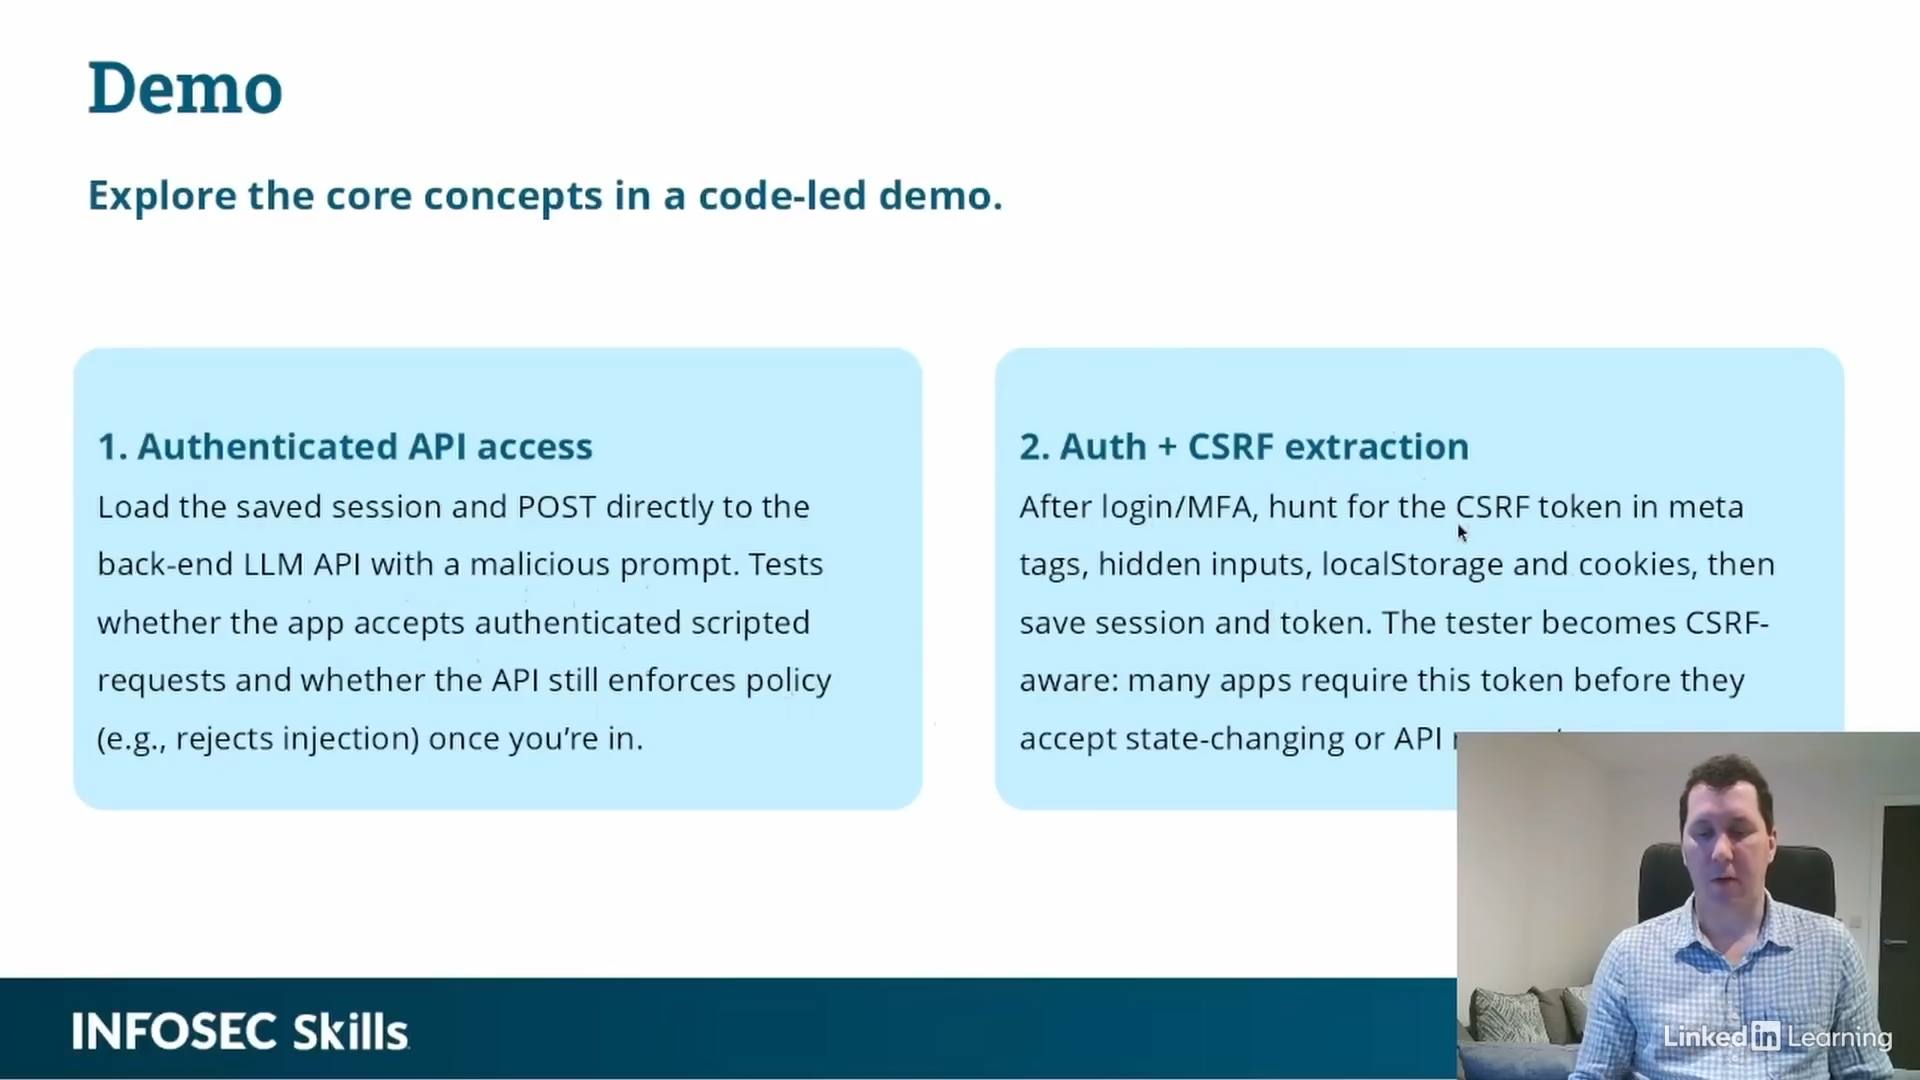 Demo
Explore the core concepts in a code-led demo.
1. Authenticated API access
Load the saved session and POST directly to the
back-end LLM API with a malicious prompt. Tests
whether the app accepts authenticated scripted
requests and whether the API still enforces policy
(e.g., rejects injection) once you’re in.
2. Auth + CSRF extraction
After login/MFA, hunt for the CSRF token in meta
tags, hidden inputs, localStorage and cookies, then
save session and token. The tester becomes CSRF-
aware: many apps require this token before they
accept state-changing or API
INFOSEC Skills
LinkedIn Learning